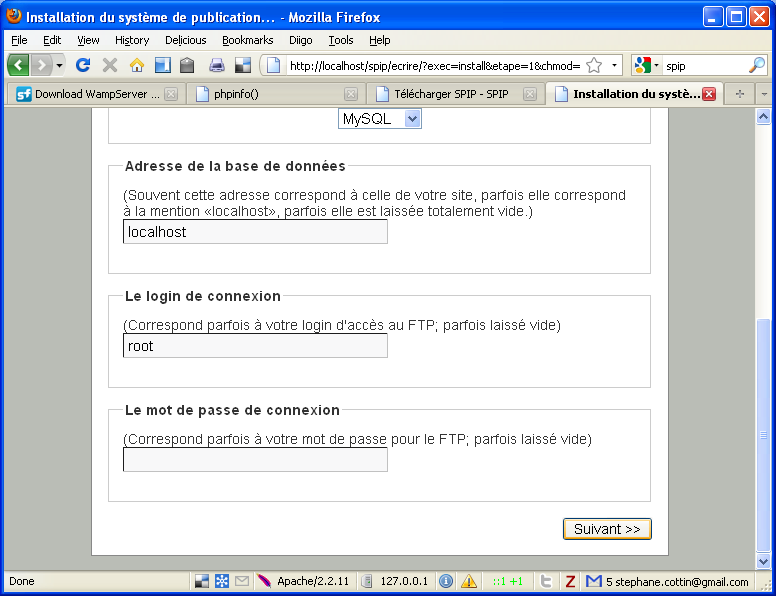 Installation du système de publication... - Mozilla Firefox
File Edit View History Delicious Bookmarks Diigo Tools Help
http://localhost/spip/ecrire/?exec=install&etape=1&chmod= spip
Download WampServer ... phpinfo() Télécharger SPIP - SPIP Installation du systè...
MySQL
Adresse de la base de données
(Souvent cette adresse correspond à celle de votre site, parfois elle correspond
à la mention «localhost», parfois elle est laissée totalement vide.)
localhost
Le login de connexion
(Correspond parfois à votre login d'accès au FTP; parfois laissé vide)
root
Le mot de passe de connexion
(Correspond parfois à votre mot de passe pour le FTP; parfois laissé vide)
Suivant >>
Done Apache/2.2.11 127.0.0.1 ::1 +1 Z 5 stephane.cottin@gmail.com